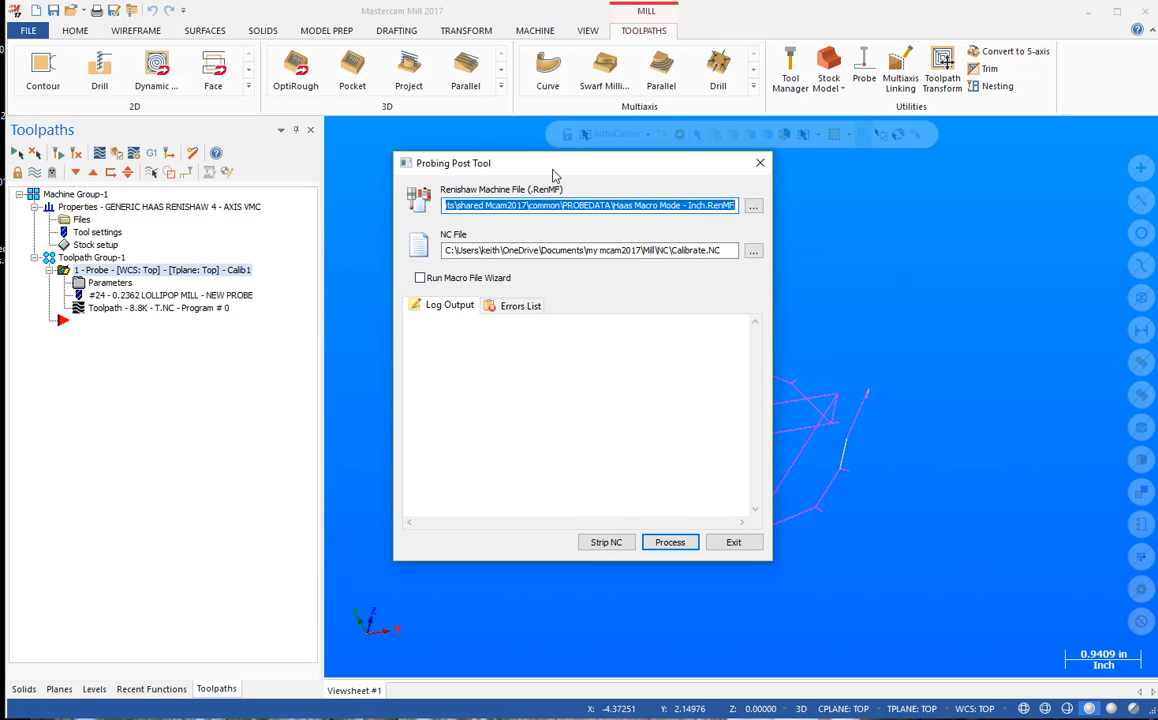 Mastercam Mill 2017
MILL
FILE
HOME
WIREFRAME
SURFACES
SOLIDS
MODEL PREP
DRAFTING
TRANSFORM
MACHINE
VIEW
TOOLPATHS
Contour
Drill
Dynamic ...
Face
OptiRough
Pocket
Project
Parallel
Curve
Swarf Milli...
Parallel
Drill
Tool Manager
Stock Model
Probe
Multiaxis Linking
Toolpath Transform
Convert to 5-axis
Trim
Nesting
2D
3D
Multiaxis
Utilities
Toolpaths
G1
Machine Group-1
Properties - GENERIC HAAS RENISHAW 4 - AXIS VMC
Files
Tool settings
Stock setup
Toolpath Group-1
1 - Probe - [WCS: Top] - [Tplane: Top] - Calib1
Parameters
#24 - 0.2362 LOLLIPOP MILL - NEW PROBE
Toolpath - 8.8K - T.NC - Program # 0
AutoCursor
Probing Post Tool
Renishaw Machine File (.RenMF)
ts\shared Mcam2017\common\PROBEDATA\Haas Macro Mode - Inch.RenMF
...
NC File
C:\Users\keith\OneDrive\Documents\my mcam2017\Mill\NC\Calibrate.NC
...
Run Macro File Wizard
Log Output
Errors List
Strip NC
Process
Exit
Z
X
0.9409 in
Inch
Solids
Planes
Levels
Recent Functions
Toolpaths
Viewsheet #1
X: -4.37251
Y: 2.14976
Z: 0.00000
3D
CPLANE: TOP
TPLANE: TOP
WCS: TOP